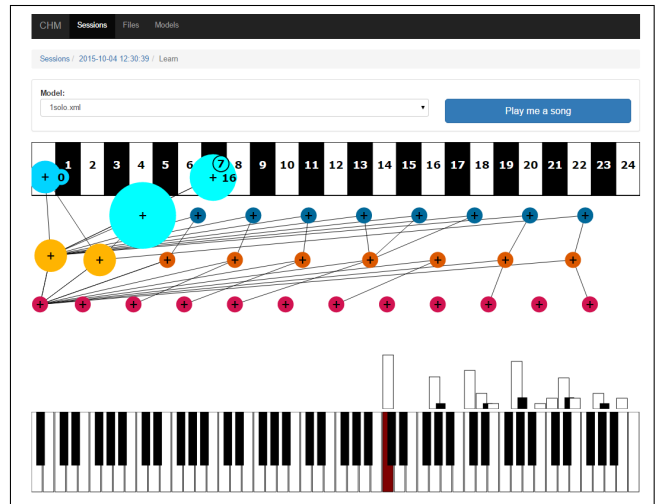 CHM Sessions Files Models
Sessions / 2015-10-04 12:30:39 / Learn
Model:
1solo.xml
Play me a song
1 2 3 4 5 6 7 8 9 10 11 12 13 14 15 16 17 18 19 20 21 22 23 24
+ 0 + 16
+ + + + + + + + +
+ + + + + + + + +
+ + + + + + + + + + + + +